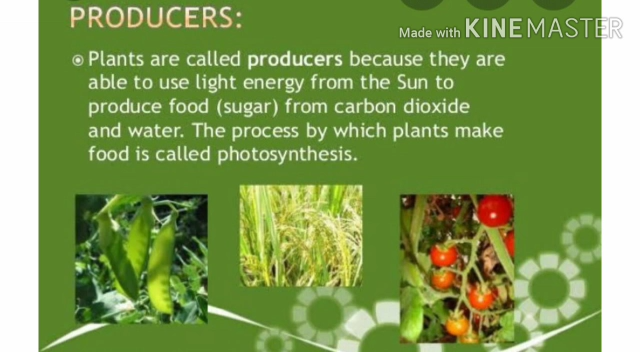 PRODUCERS:
Made with KINEMASTER
Plants are called producers because they are
able to use light energy from the Sun to
produce food (sugar) from carbon dioxide
and water. The process by which plants make
food is called photosynthesis.